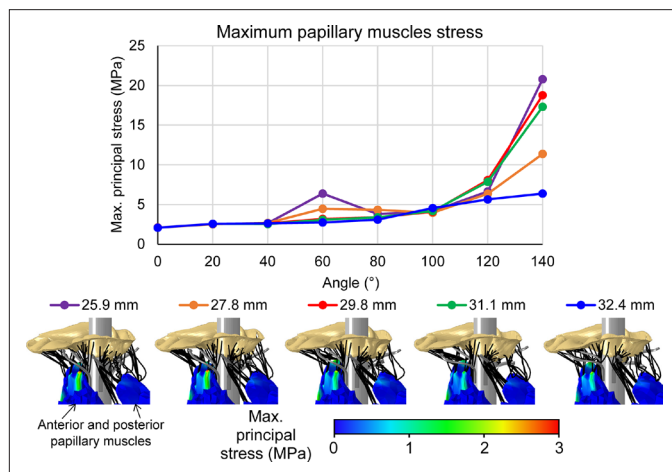 Maximum papillary muscles stress
Max. principal stress (MPa)
25
20
15
10
5
0
0 20 40 60 80 100 120 140
Angle (°)
25.9 mm 27.8 mm 29.8 mm 31.1 mm 32.4 mm
Anterior and posterior
papillary muscles
Max.
principal
stress (MPa)
0 1 2 3